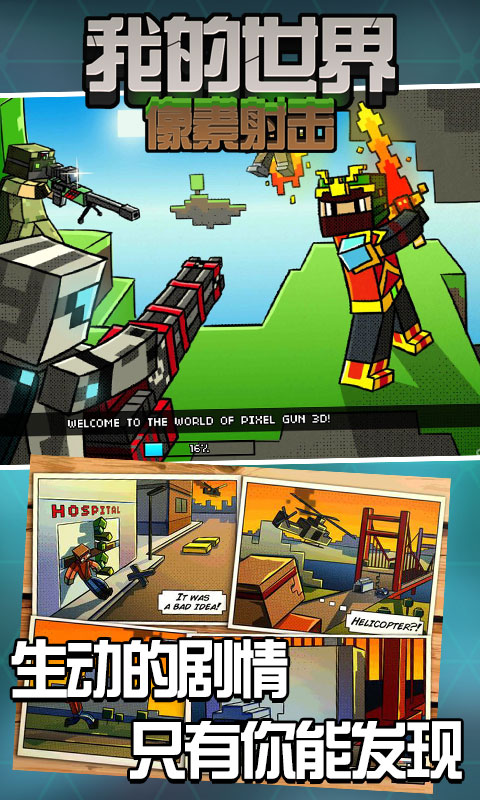 我的世界
像素射击
WELCOME TO THE WORLD OF PIXEL GUN 3D!
16%
HOSPITAL
IT WAS
A BAD IDEA!
HELICOPTER?!
生动的剧情
只有你能发现